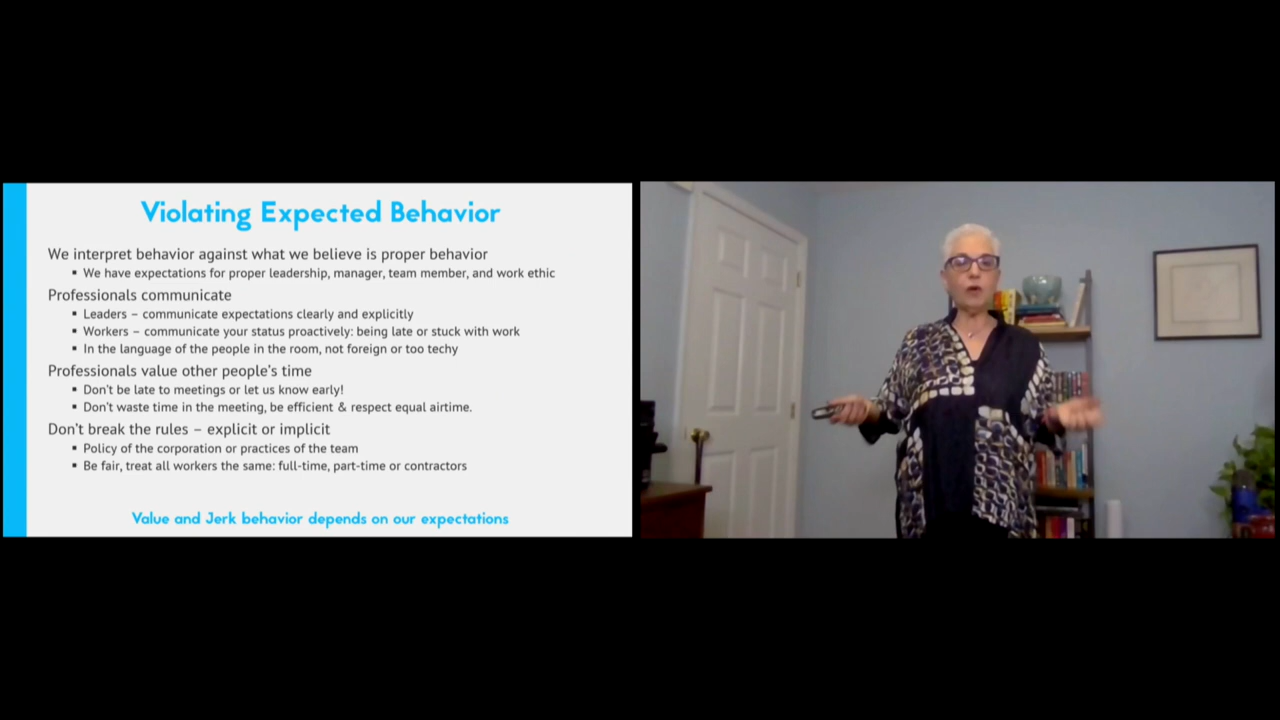 Violating Expected Behavior
We interpret behavior against what we believe is proper behavior
▪ We have expectations for proper leadership, manager, team member, and work ethic
Professionals communicate
▪ Leaders – communicate expectations clearly and explicitly
▪ Workers – communicate your status proactively: being late or stuck with work
▪ In the language of the people in the room, not foreign or too techy
Professionals value other people's time
▪ Don't be late to meetings or let us know early!
▪ Don't waste time in the meeting, be efficient & respect equal airtime.
Don't break the rules – explicit or implicit
▪ Policy of the corporation or practices of the team
▪ Be fair, treat all workers the same: full-time, part-time or contractors
Value and Jerk behavior depends on our expectations